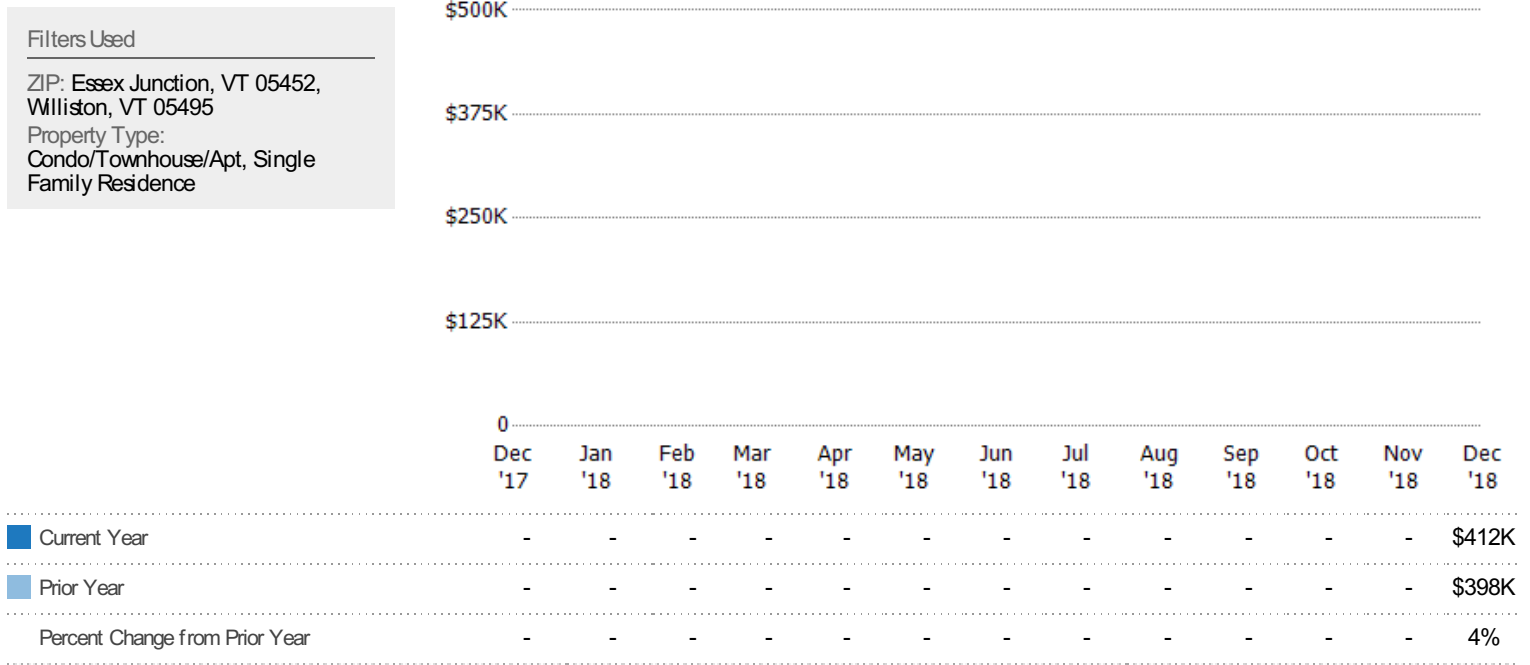 Filters Used
ZIP: Essex Junction, VT 05452,
Williston, VT 05495
Property Type:
Condo/Townhouse/Apt, Single
Family Residence
$500K
$375K
$250K
$125K
0
Dec Jan Feb Mar Apr May Jun Jul Aug Sep Oct Nov Dec
'17 '18 '18 '18 '18 '18 '18 '18 '18 '18 '18 '18 '18
Current Year - - - - - - - - - - - - $412K
Prior Year - - - - - - - - - - - - $398K
Percent Change from Prior Year - - - - - - - - - - - - 4%